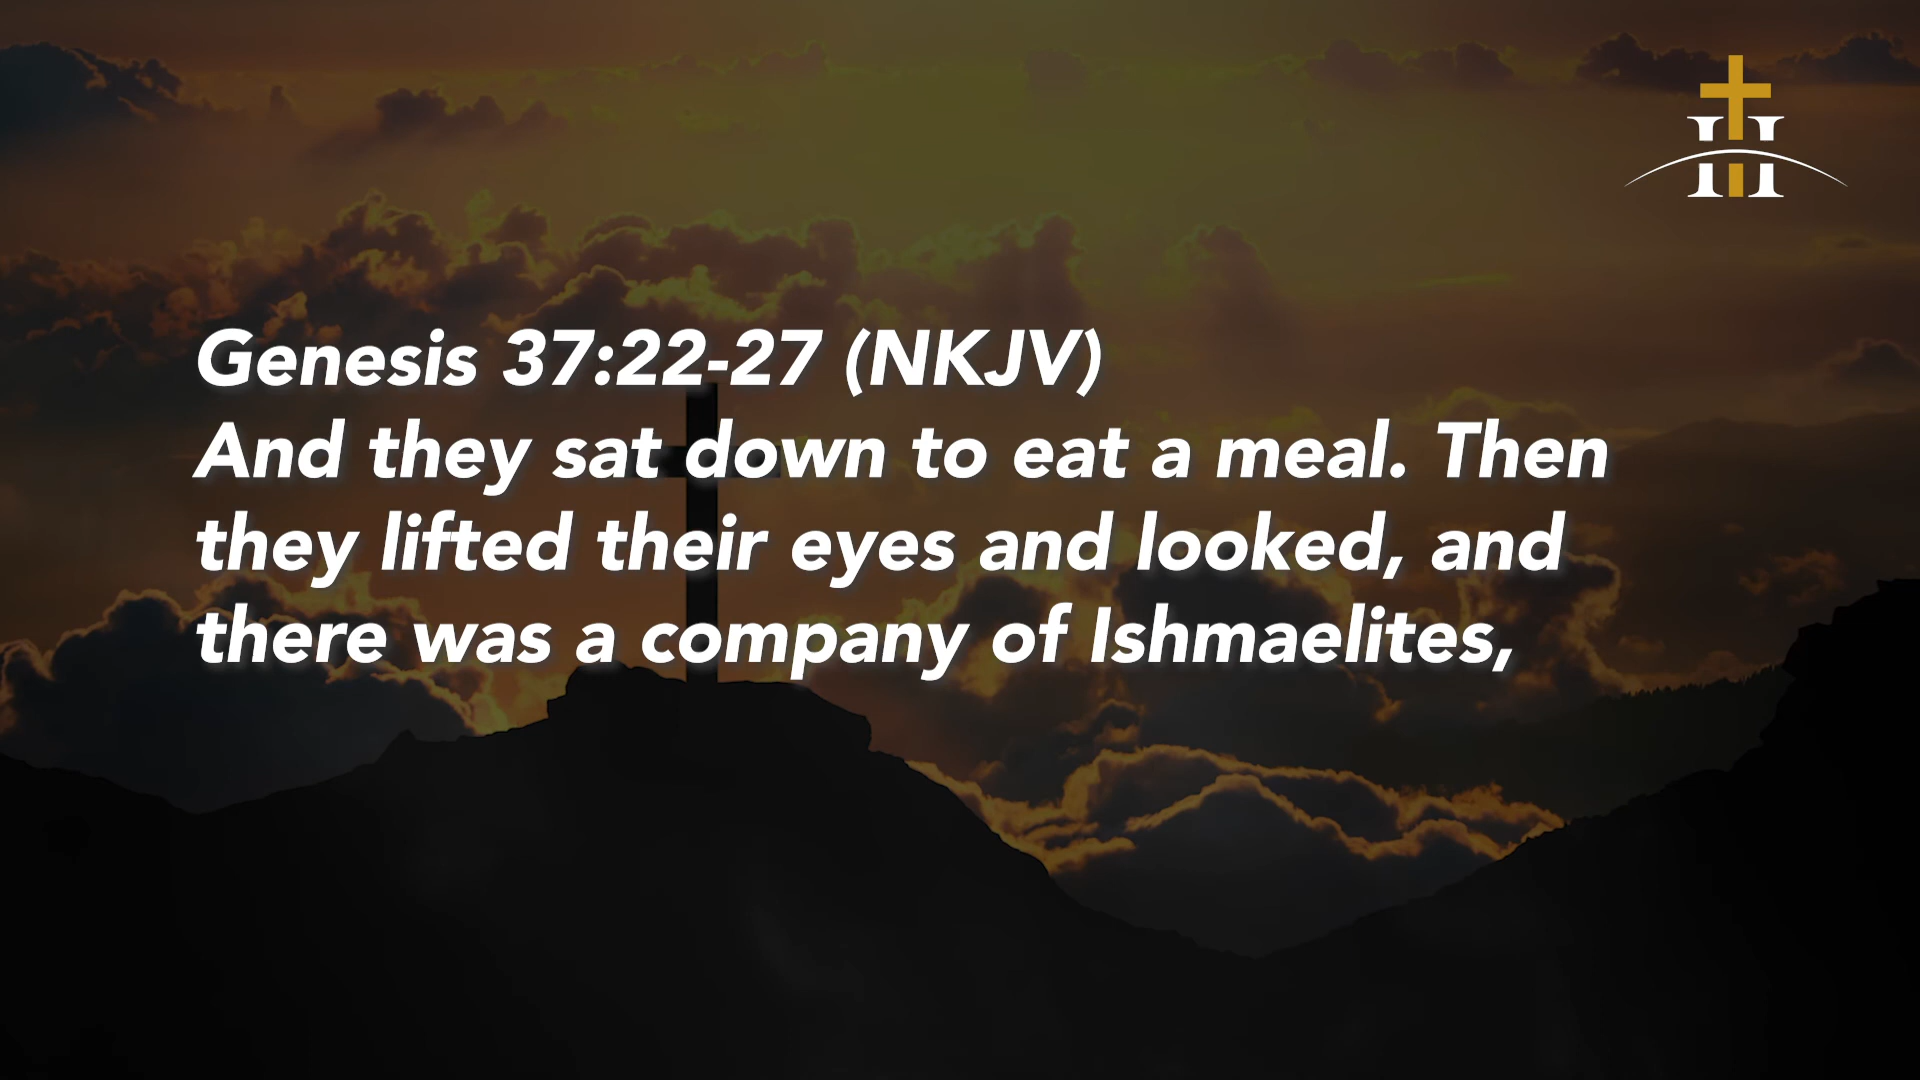 Genesis 37:22-27 (NKJV)
And they sat down to eat a meal. Then
they lifted their eyes and looked, and
there was a company of Ishmaelites,